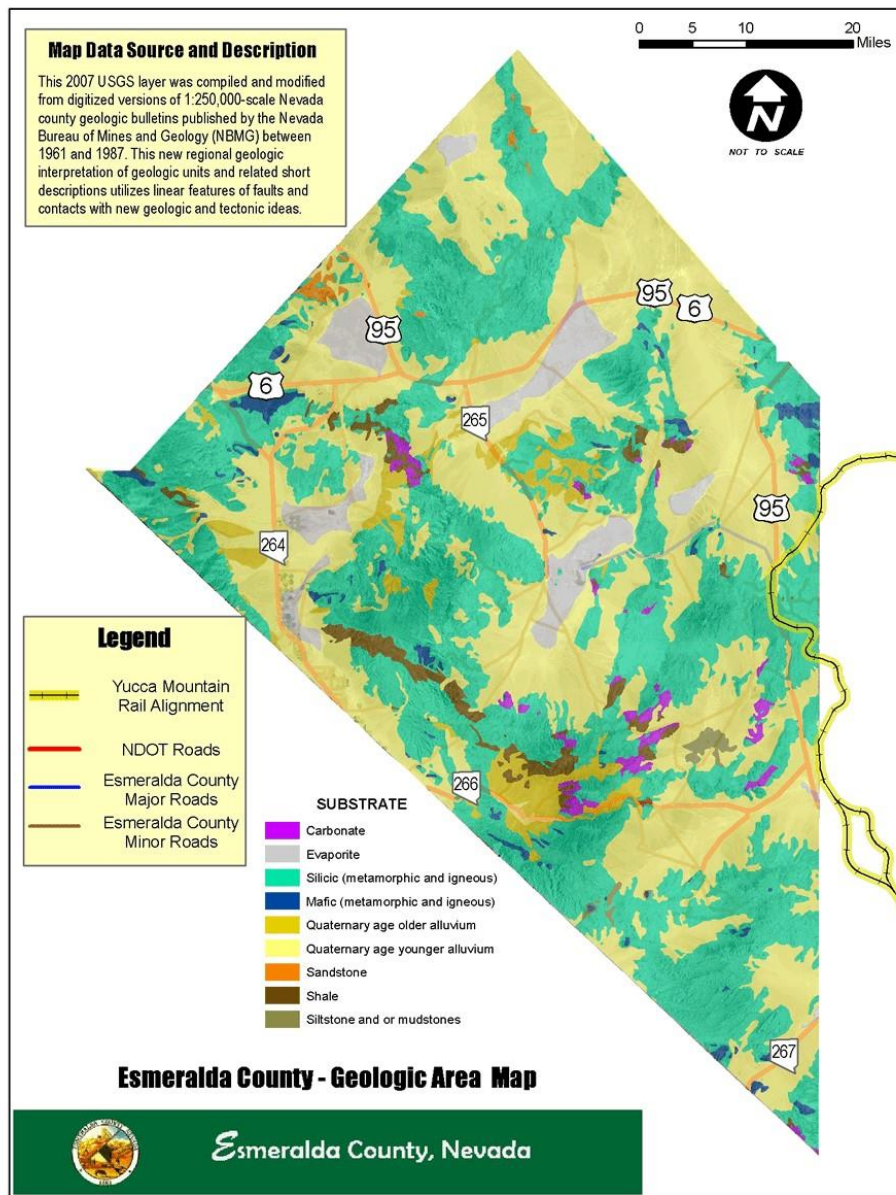 Map Data Source and Description
This 2007 USGS layer was compiled and modified
from digitized versions of 1:250,000-scale Nevada
county geologic bulletins published by the Nevada
Bureau of Mines and Geology (NBMG) between
1961 and 1987. This new regional geologic
interpretation of geologic units and related short
descriptions utilizes linear features of faults and
contacts with new geologic and tectonic ideas.
0 5 10 20
Miles
N
NOT TO SCALE
95
95
6
6
265
95
264
266
267
Legend
Yucca Mountain
Rail Alignment
NDOT Roads
Esmeralda County
Major Roads
Esmeralda County
Minor Roads
SUBSTRATE
Carbonate
Evaporite
Silicic (metamorphic and igneous)
Mafic (metamorphic and igneous)
Quaternary age older alluvium
Quaternary age younger alluvium
Sandstone
Shale
Siltstone and or mudstones
Esmeralda County - Geologic Area Map
Esmeralda County, Nevada